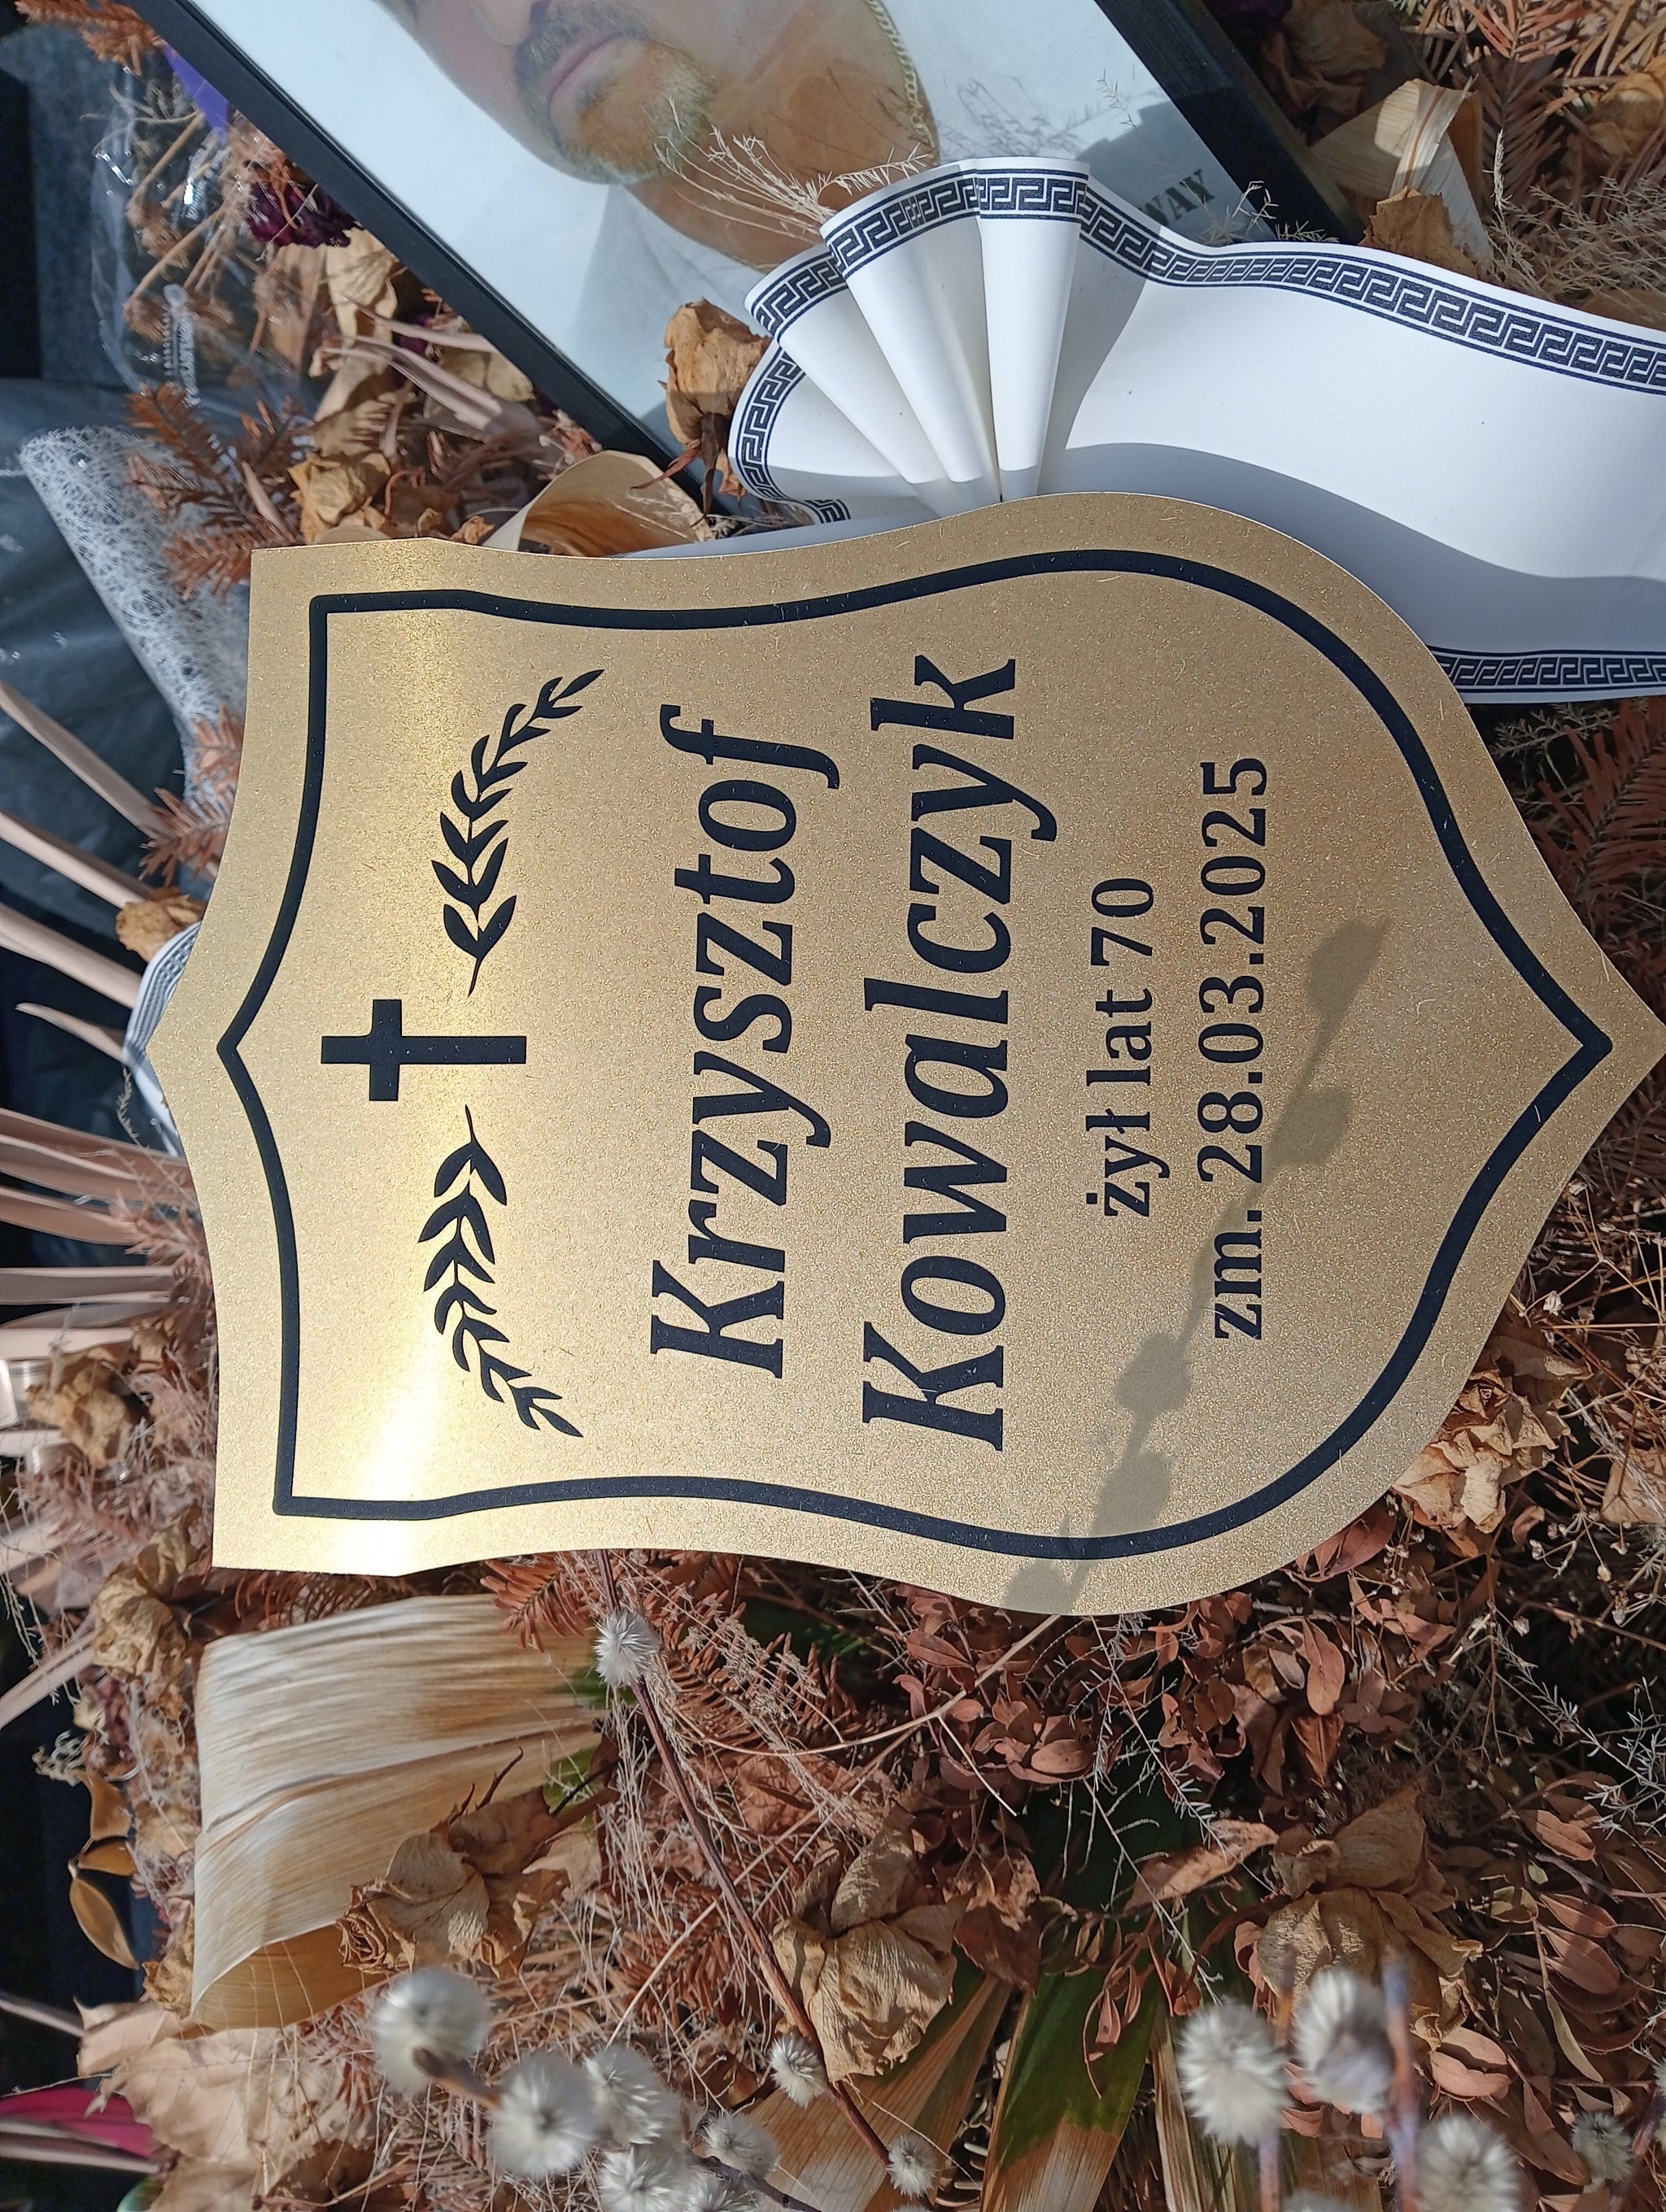 Krzysztof
Kowalczyk
żył lat 70
zm. 28.03.2025